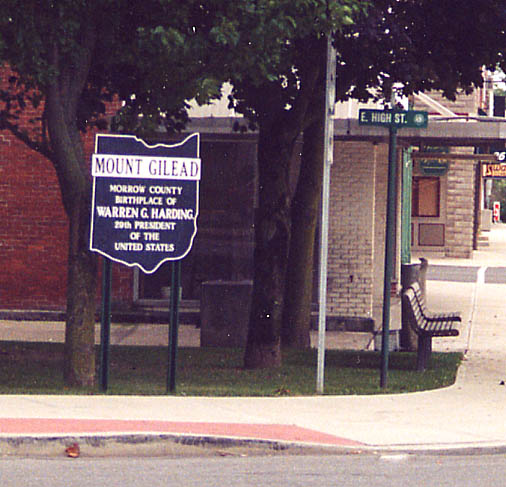 MOUNT GILEAD
MORROW COUNTY
BIRTHPLACE OF
WARREN G. HARDING,
29th PRESIDENT
OF THE
UNITED STATES
E. HIGH ST.